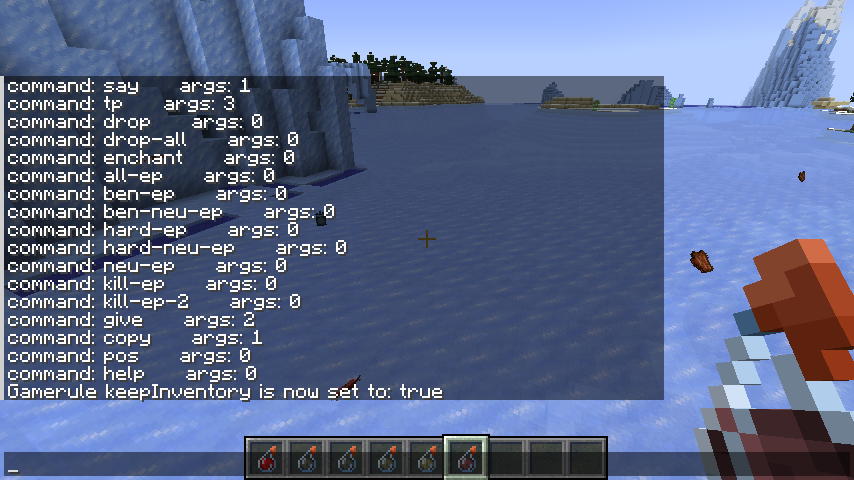 command: say args: 1
command: tp args: 3
command: drop args: 0
command: drop-all args: 0
command: enchant args: 0
command: all-ep args: 0
command: ben-ep args: 0
command: ben-neu-ep args: 0
command: hard-ep args: 0
command: hard-neu-ep args: 0
command: neu-ep args: 0
command: kill-ep args: 0
command: kill-ep-2 args: 0
command: give args: 2
command: copy args: 1
command: pos args: 0
command: help args: 0
Gamerule keepInventory is now set to: true
_